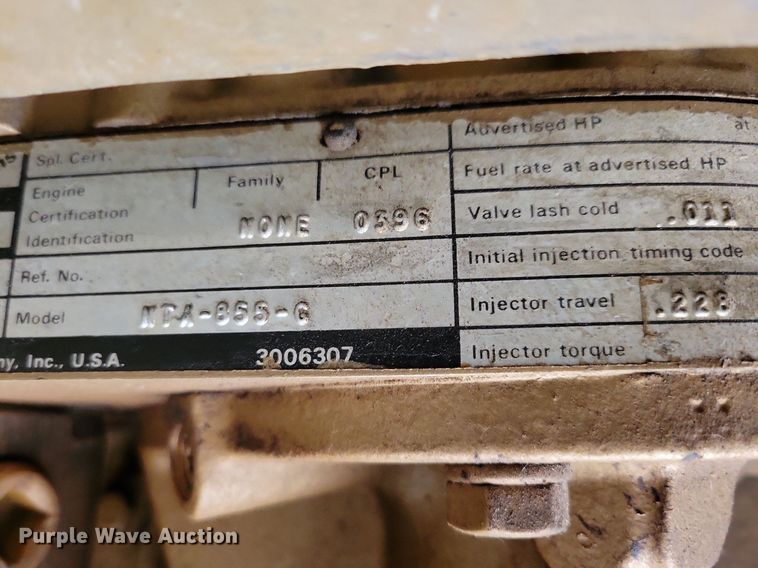 Spl. Cert.
Engine
Certification
Identification
Family
NONE
CPL
0396
Ref. No.
Model NTA-855-G
ny, Inc., U.S.A. 3006307
Advertised HP at
Fuel rate at advertised HP
Valve lash cold .011
Initial injection timing code
Injector travel .228
Injector torque
Purple Wave Auction